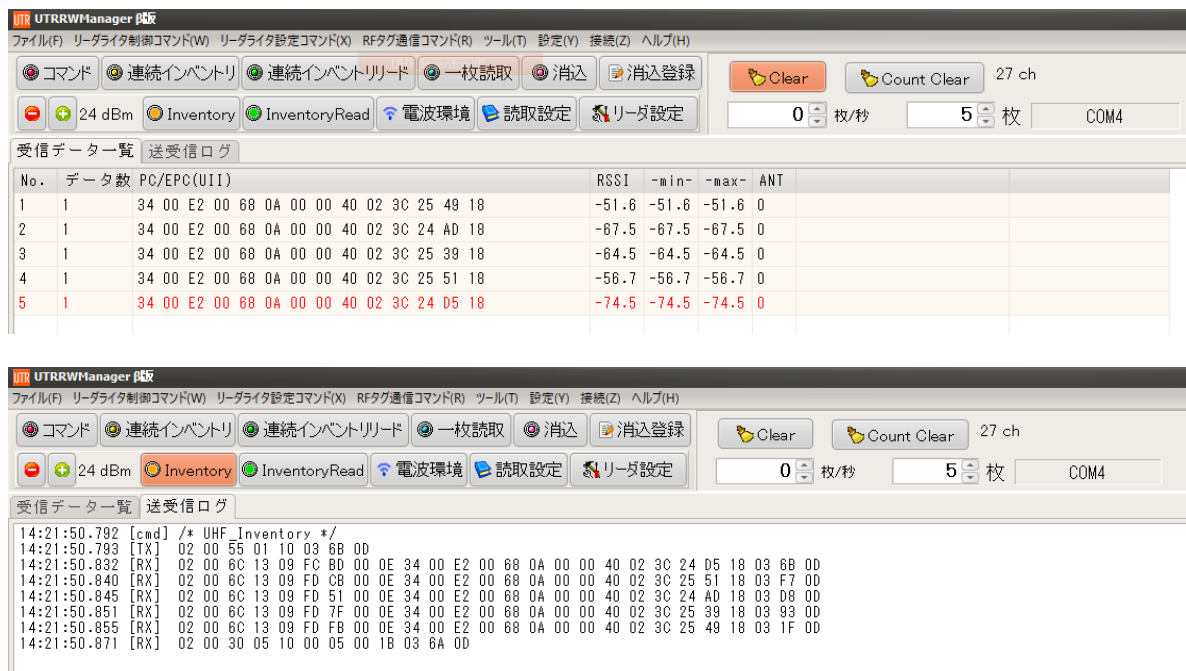 UTR UTRRWManager β版
ファイル(F) リーダライタ制御コマンド(W) リーダライタ設定コマンド(X) RFタグ通信コマンド(R) ツール(T) 設定(Y) 接続(Z) ヘルプ(H)
コマンド 連続インベントリ 連続インベントリリード 一枚読取 消込 消込登録 Clear Count Clear 27 ch
24 dBm Inventory InventoryRead 電波環境 読取設定 リーダ設定 0 枚/秒 5 枚 COM4
受信データ一覧 送受信ログ
No. データ数 PC/EPC(UII) RSSI -min- -max- ANT
1 1 34 00 E2 00 68 0A 00 00 40 02 3C 25 49 18 -51.6 -51.6 -51.6 0
2 1 34 00 E2 00 68 0A 00 00 40 02 3C 24 AD 18 -67.5 -67.5 -67.5 0
3 1 34 00 E2 00 68 0A 00 00 40 02 3C 25 39 18 -64.5 -64.5 -64.5 0
4 1 34 00 E2 00 68 0A 00 00 40 02 3C 25 51 18 -56.7 -56.7 -56.7 0
5 1 34 00 E2 00 68 0A 00 00 40 02 3C 24 D5 18 -74.5 -74.5 -74.5 0
UTR UTRRWManager β版
ファイル(F) リーダライタ制御コマンド(W) リーダライタ設定コマンド(X) RFタグ通信コマンド(R) ツール(T) 設定(Y) 接続(Z) ヘルプ(H)
コマンド 連続インベントリ 連続インベントリリード 一枚読取 消込 消込登録 Clear Count Clear 27 ch
24 dBm Inventory InventoryRead 電波環境 読取設定 リーダ設定 0 枚/秒 5 枚 COM4
受信データ一覧 送受信ログ
14:21:50.792 [cmd] /* UHF_Inventory */
14:21:50.793 [TX] 02 00 55 01 10 03 6B 0D
14:21:50.832 [RX] 02 00 6C 13 09 FC BD 00 0E 34 00 E2 00 68 0A 00 00 40 02 3C 24 D5 18 03 6B 0D
14:21:50.840 [RX] 02 00 6C 13 09 FD CB 00 0E 34 00 E2 00 68 0A 00 00 40 02 3C 25 51 18 03 F7 0D
14:21:50.845 [RX] 02 00 6C 13 09 FD 51 00 0E 34 00 E2 00 68 0A 00 00 40 02 3C 24 AD 18 03 D8 0D
14:21:50.851 [RX] 02 00 6C 13 09 FD 7F 00 0E 34 00 E2 00 68 0A 00 00 40 02 3C 25 39 18 03 93 0D
14:21:50.855 [RX] 02 00 6C 13 09 FD FB 00 0E 34 00 E2 00 68 0A 00 00 40 02 3C 25 49 18 03 1F 0D
14:21:50.871 [RX] 02 00 30 05 10 00 05 00 1B 03 6A 0D